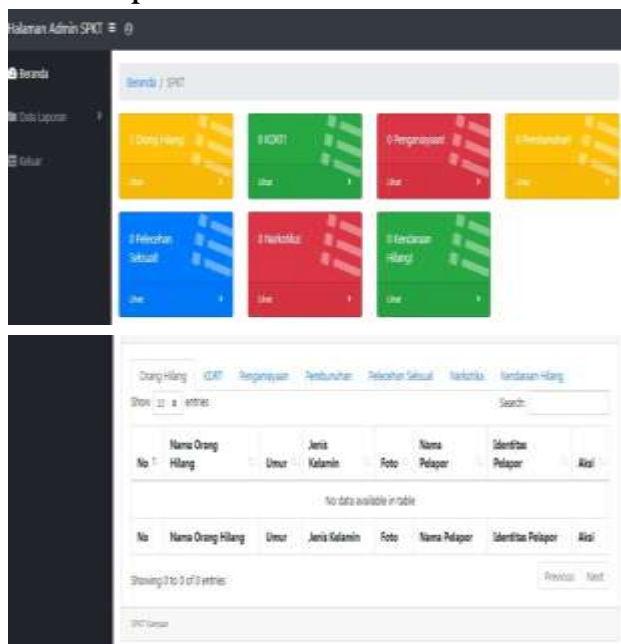 Halaman Admin SPKT
Beranda
Beranda / SPKT
Data Laporan
Keluar
1 Orang Hilang!
0 KDRT!
0 Penganiayaan!
0 Pembunuhan
Lihat
Lihat
Lihat
Lihat
0 Pelecehan
Seksual!
0 Narkotika!
0 Kendaraan
Hilang!
Lihat
Lihat
Lihat
Orang Hilang KDRT Penganiayaan Pembunuhan Pelecehan Seksual Narkotika Kendaraan Hilang
Show entries
Search:
No Nama Orang Hilang Umur Jenis Kelamin Foto Nama Pelapor Identitas Pelapor Aksi
No data available in table
No Nama Orang Hilang Umur Jenis Kelamin Foto Nama Pelapor Identitas Pelapor Aksi
Showing 0 to 0 of 0 entries
Previous Next
SPKT